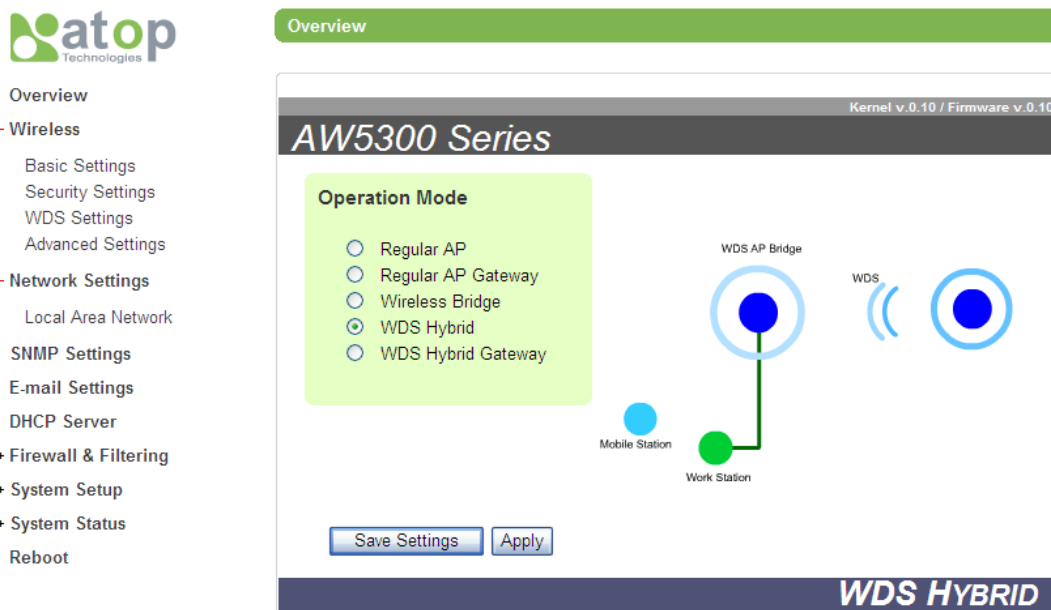 atop
Technologies
Overview
Wireless
Basic Settings
Security Settings
WDS Settings
Advanced Settings
Network Settings
Local Area Network
SNMP Settings
E-mail Settings
DHCP Server
Firewall & Filtering
System Setup
System Status
Reboot
Overview
Kernel v.0.10 / Firmware v.0.10
AW5300 Series
Operation Mode
Regular AP
Regular AP Gateway
Wireless Bridge
WDS Hybrid
WDS Hybrid Gateway
WDS AP Bridge
WDS
Mobile Station
Work Station
Save Settings Apply
WDS HYBRID